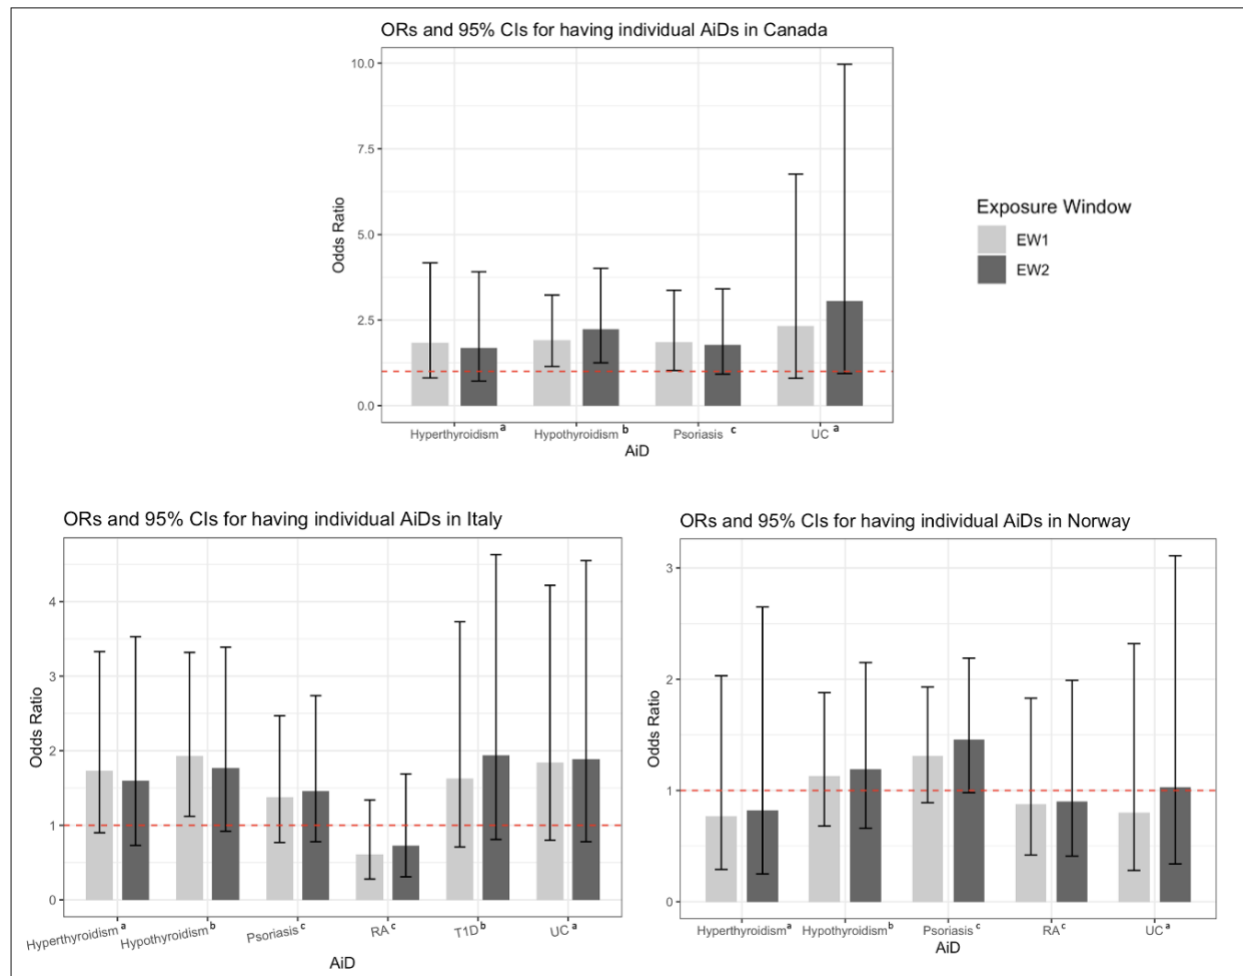 ORs and 95% CIs for having individual AiDs in Canada
10.0
7.5
5.0
2.5
0.0
Odds Ratio
Hyperthyroidism a
Hypothyroidism b
Psoriasis c
UC a
AiD
Exposure Window
EW1
EW2
ORs and 95% CIs for having individual AiDs in Italy
4
3
2
1
0
Odds Ratio
Hyperthyroidism a
Hypothyroidism b
Psoriasis c
RA c
T1D b
UC a
AiD
ORs and 95% CIs for having individual AiDs in Norway
3
2
1
0
Odds Ratio
Hyperthyroidism a
Hypothyroidism b
Psoriasis c
RA c
UC a
AiD